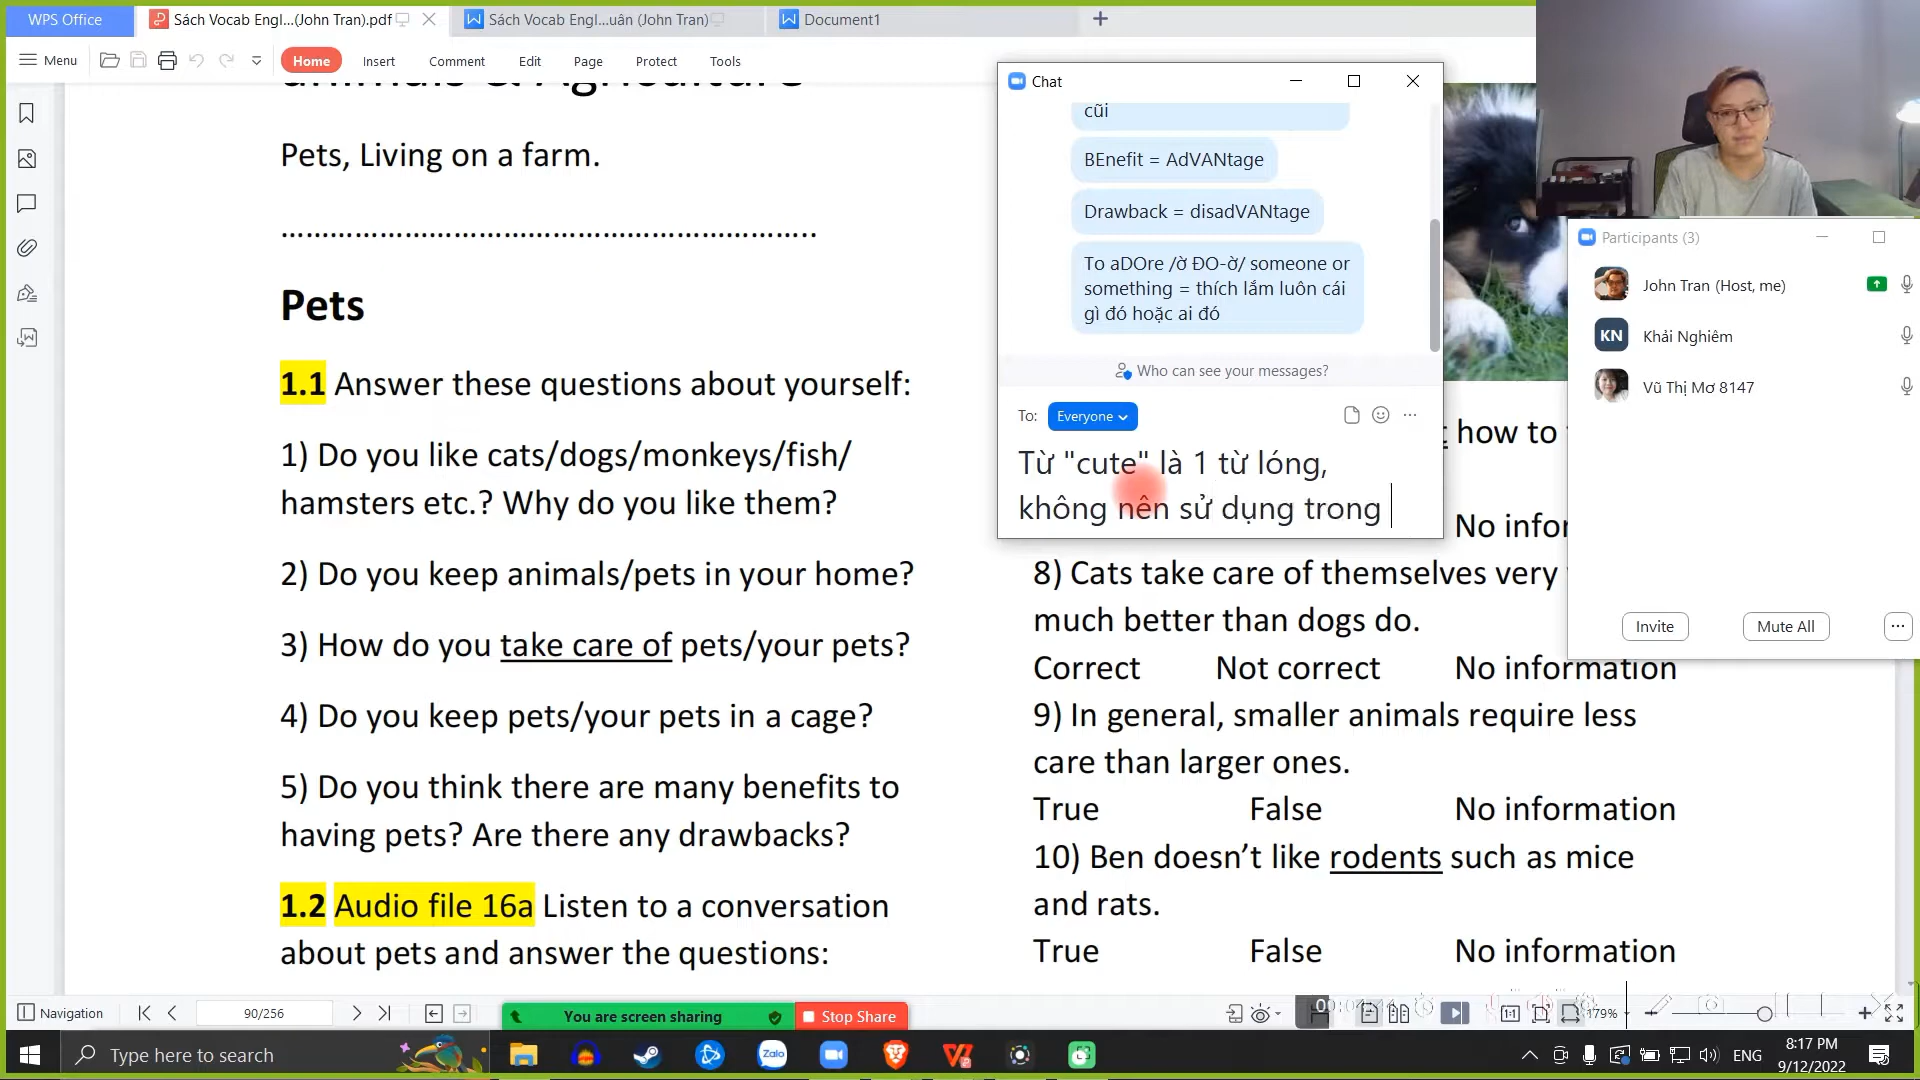 WPS Office
Sách Vocab Engl...(John Tran).pdf
Sách Vocab Engl...uân (John Tran)
Document1
Menu
Home
Insert
Comment
Edit
Page
Protect
Tools
animals & Agriculture
Pets, Living on a farm.
Pets
1.1 Answer these questions about yourself:
1) Do you like cats/dogs/monkeys/fish/
hamsters etc.? Why do you like them?
2) Do you keep animals/pets in your home?
3) How do you take care of pets/your pets?
4) Do you keep pets/your pets in a cage?
5) Do you think there are many benefits to
having pets? Are there any drawbacks?
1.2 Audio file 16a Listen to a conversation
about pets and answer the questions:
Chat
cũi
BEnefit = AdVANtage
Drawback = disadVANtage
To aDOre /ờ ĐO-ờ/ someone or
something = thích lắm luôn cái
gì đó hoặc ai đó
Who can see your messages?
To: Everyone
Từ "cute" là 1 từ lóng,
không nên sử dụng trong
how to
No infor
8) Cats take care of themselves very
much better than dogs do.
Correct Not correct No information
9) In general, smaller animals require less
care than larger ones.
True False No information
10) Ben doesn’t like rodents such as mice
and rats.
True False No information
Participants (3)
John Tran (Host, me)
KN Khải Nghiêm
Vũ Thị Mơ 8147
Invite
Mute All
Navigation
90/256
You are screen sharing
Stop Share
179%
Type here to search
Zalo
ENG
8:17 PM
9/12/2022